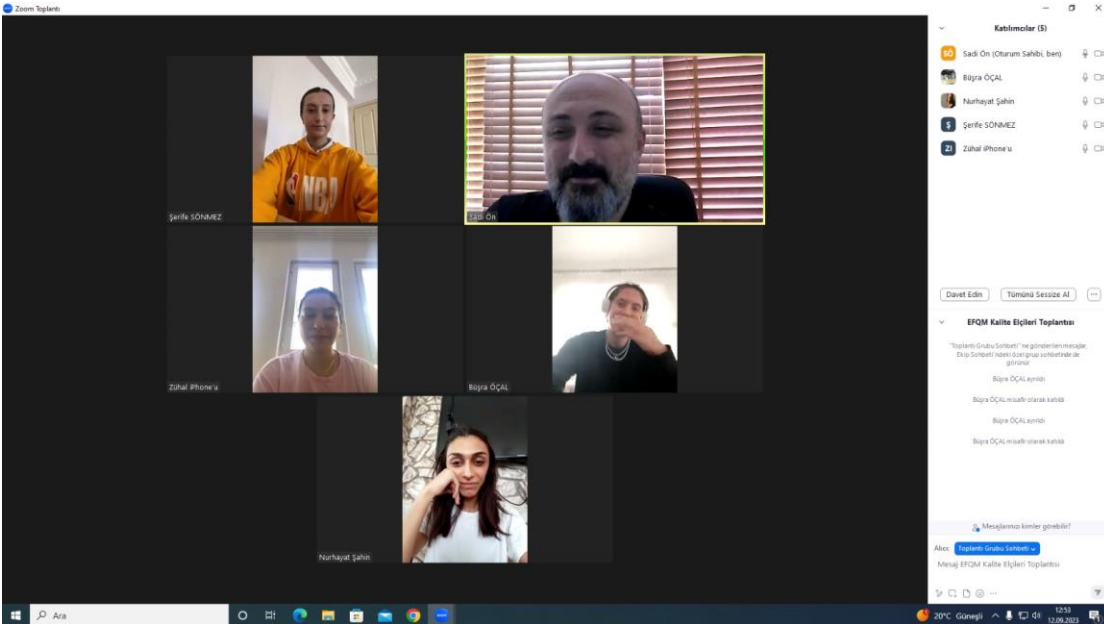 Zoom Toplantı
NBA
Şerife SÖNMEZ
Sadi Ön
Zühal iPhone'u
Büşra ÖÇAL
Nurhayat Şahin
Katılımcılar (5)
SÖ Sadi Ön (Oturum Sahibi, ben)
Büşra ÖÇAL
Nurhayat Şahin
Ş Şerife SÖNMEZ
ZI Zühal iPhone'u
Davet Edin Tümünü Sessize Al
EFQM Kalite Elçileri Toplantısı
"Toplantı Grubu Sohbeti" ne gönderilen mesajlar,
Ekip Sohbeti'ndeki özel grup sohbetinde de
görünür
Büşra ÖÇAL ayrıldı
Büşra ÖÇAL misafir olarak katıldı
Büşra ÖÇAL ayrıldı
Büşra ÖÇAL misafir olarak katıldı
Mesajlarınızı kimler görebilir?
Alıcı: Toplantı Grubu Sohbeti
Mesaj EFQM Kalite Elçileri Toplantısı
Ara
20°C Güneşli
12:53
12.09.2023